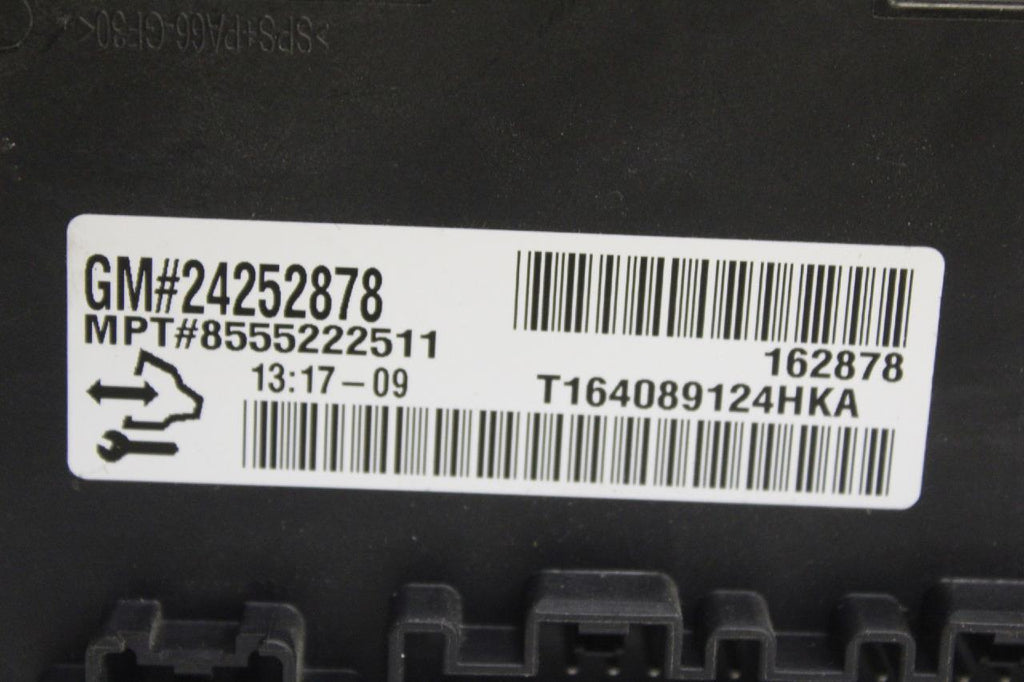 >SPS+PA66-GF30<
GM#24252878
MPT#8555222511
13:17-09
162878
T164089124HKA